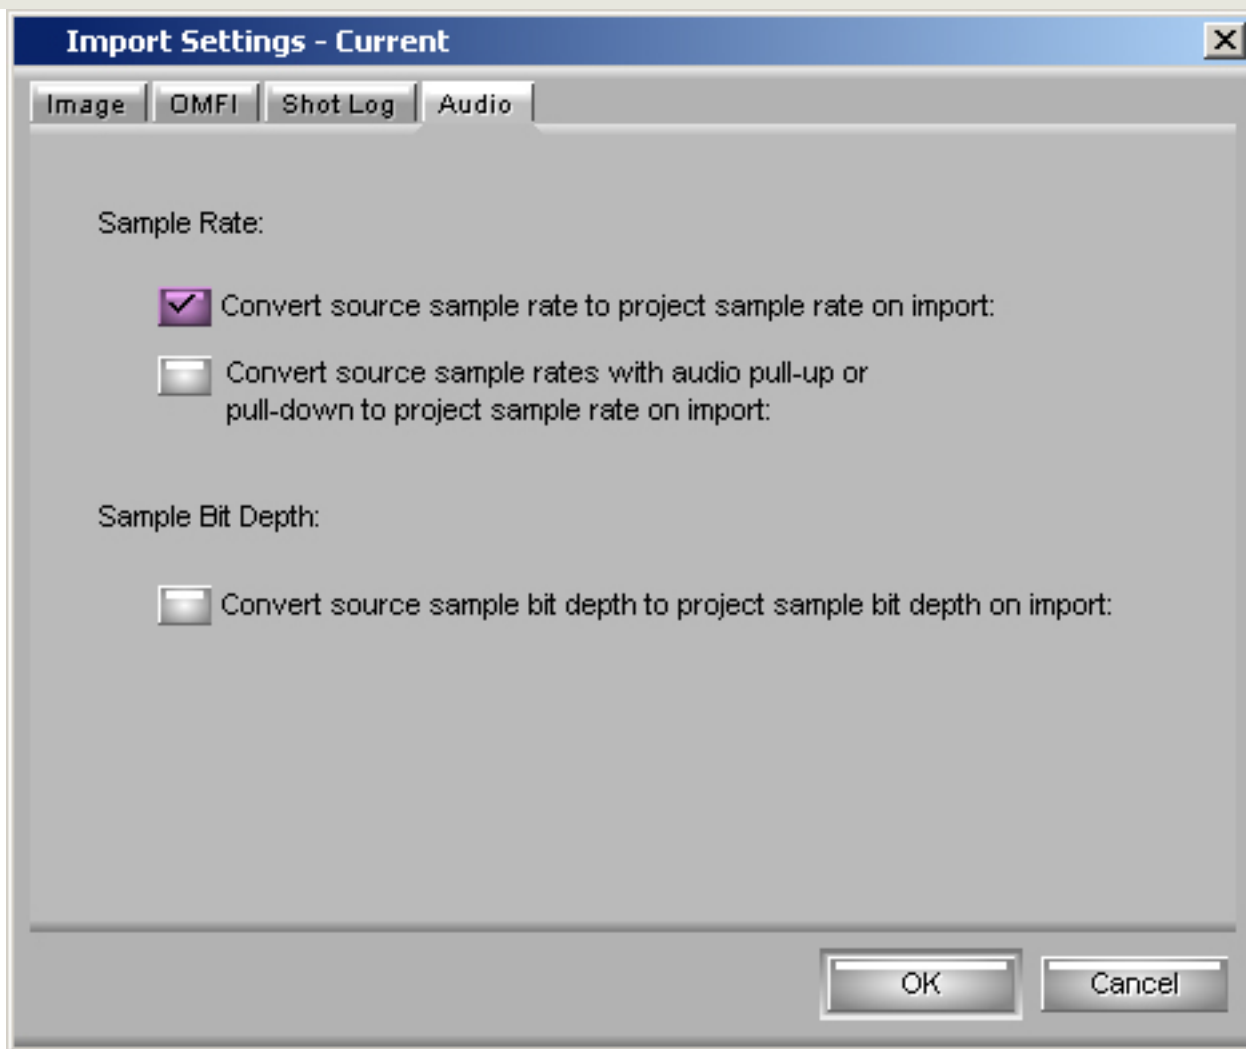 Import Settings - Current
Image OMFI Shot Log Audio
Sample Rate:
Convert source sample rate to project sample rate on import:
Convert source sample rates with audio pull-up or
pull-down to project sample rate on import:
Sample Bit Depth:
Convert source sample bit depth to project sample bit depth on import:
OK Cancel